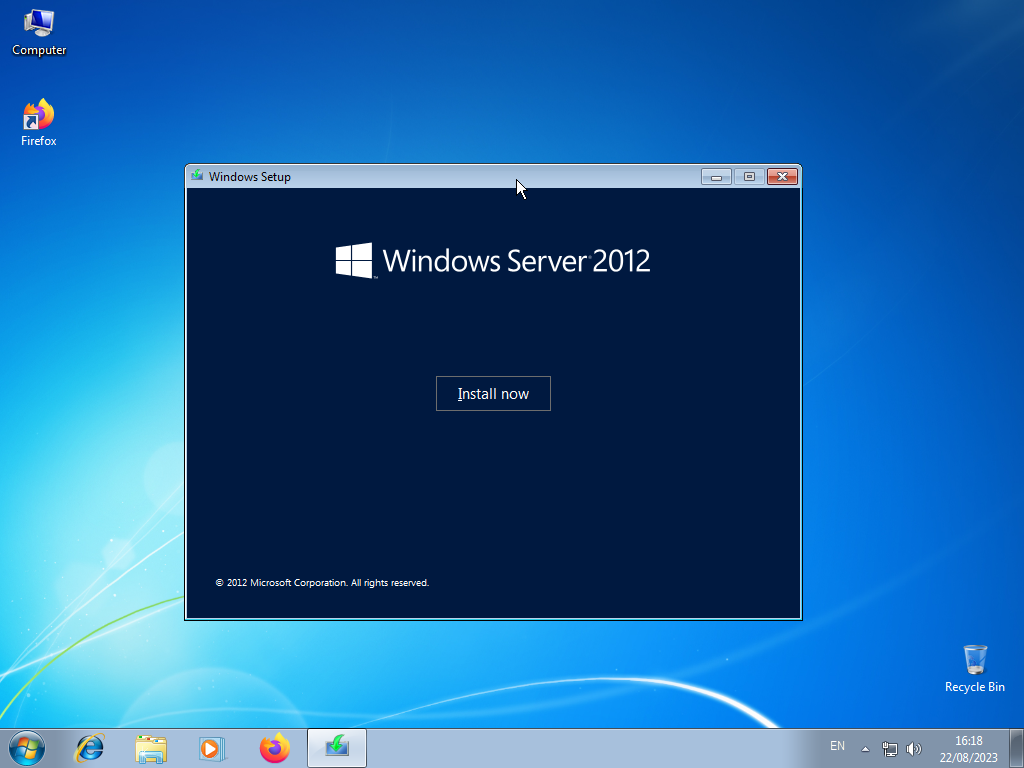 Computer
Firefox
Windows Setup
Windows Server 2012
Install now
© 2012 Microsoft Corporation. All rights reserved.
Recycle Bin
EN
16:18
22/08/2023